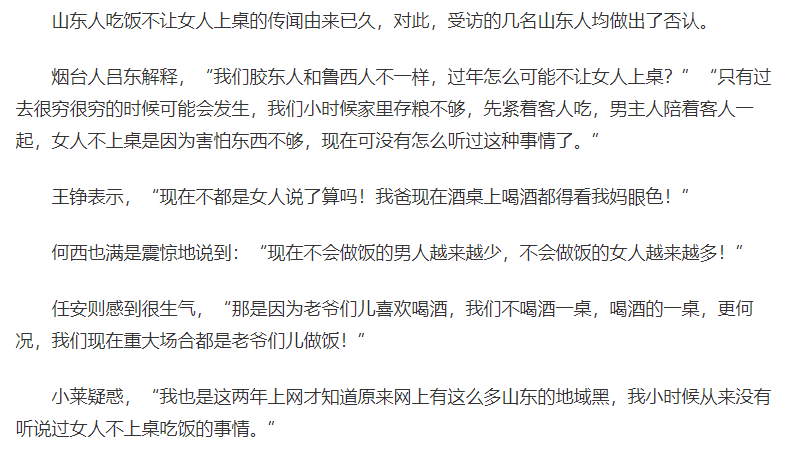 山东人吃饭不让女人上桌的传闻由来已久，对此，受访的几名山东人均做出了否认。
烟台人吕东解释，“我们胶东人和鲁西人不一样，过年怎么可能不让女人上桌？”“只有过
去很穷很穷的时候可能会发生，我们小时候家里存粮不够，先紧着客人吃，男主人陪着客人一
起，女人不上桌是因为害怕东西不够，现在可没有怎么听过这种事情了。”
王铮表示，“现在不都是女人说了算吗！我爸现在酒桌上喝酒都得看我妈眼色！”
何西也满是震惊地说到：“现在不会做饭的男人越来越少，不会做饭的女人越来越多！”
任安则感到很生气，“那是因为老爷们儿喜欢喝酒，我们不喝酒一桌，喝酒的一桌，更何
况，我们现在重大场合都是老爷们儿做饭！”
小莱疑惑，“我也是这两年上网才知道原来网上有这么多山东的地域黑，我小时候从来没有
听说过女人不上桌吃饭的事情。”